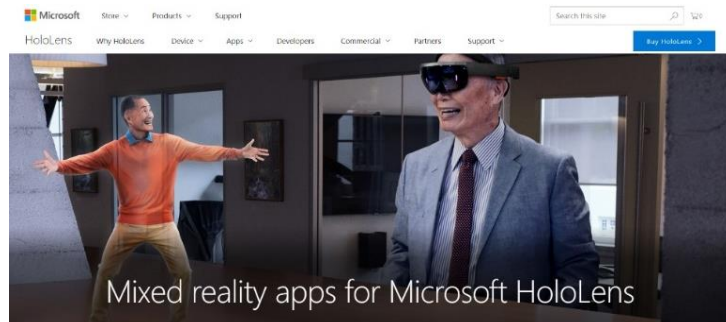 Microsoft Store Products Support Search this site
HoloLens Why HoloLens Device Apps Developers Commercial Partners Support Buy HoloLens
Mixed reality apps for Microsoft HoloLens